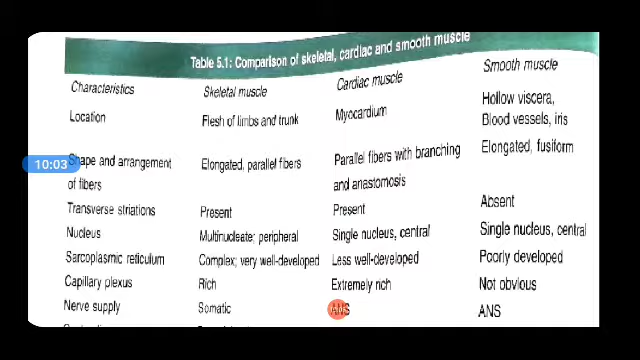 Table 5.1: Comparison of skeletal, cardiac and smooth muscle
Characteristics Skeletal muscle Cardiac muscle Smooth muscle
Location Flesh of limbs and trunk Myocardium Hollow viscera,
Blood vessels, iris
Shape and arrangement Elongated, parallel fibers Parallel fibers with branching Elongated, fusiform
of fibers and anastomosis
Transverse striations Present Present Absent
Nucleus Multinucleate; peripheral Single nucleus, central Single nucleus, central
Sarcoplasmic reticulum Complex; very well-developed Less well-developed Poorly developed
Capillary plexus Rich Extremely rich Not obvious
Nerve supply Somatic ANS ANS
10:03